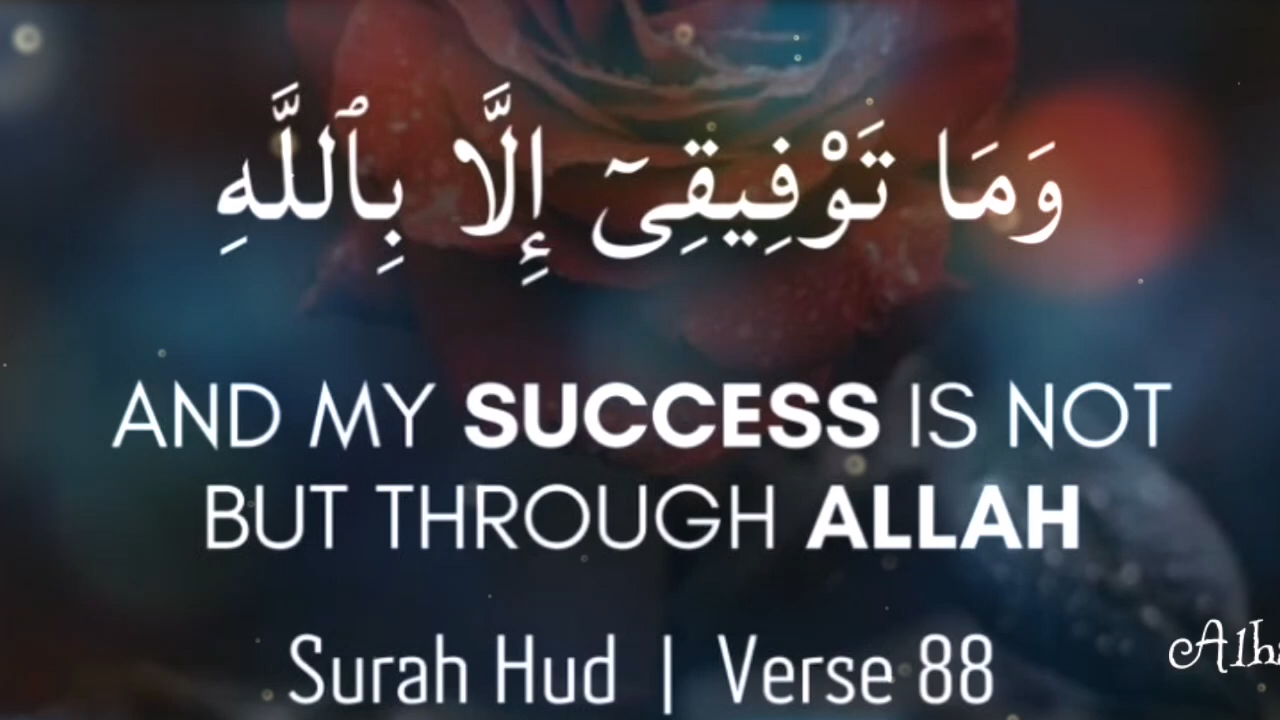 وَمَا تَوْفِيقِىٓ إِلَّا بِٱللَّهِ
AND MY SUCCESS IS NOT
BUT THROUGH ALLAH
Surah Hud | Verse 88